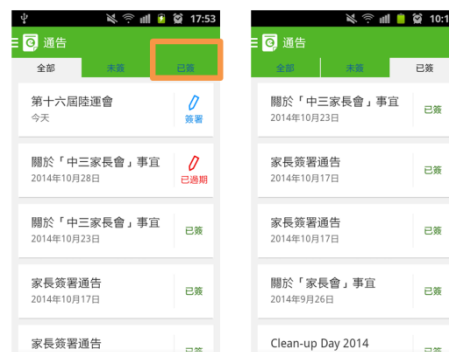 17:53
通告
全部
未簽
已簽
第十六屆陸運會
今天
簽署
關於「中三家長會」事宜
2014年10月28日
已過期
關於「中三家長會」事宜
2014年10月23日
已簽
家長簽署通告
2014年10月17日
已簽
家長簽署通告
已簽
10:1
通告
全部
未簽
已簽
關於「中三家長會」事宜
2014年10月23日
已簽
家長簽署通告
2014年10月17日
已簽
家長簽署通告
2014年10月17日
已簽
關於「家長會」事宜
2014年9月26日
已簽
Clean-up Day 2014
已簽